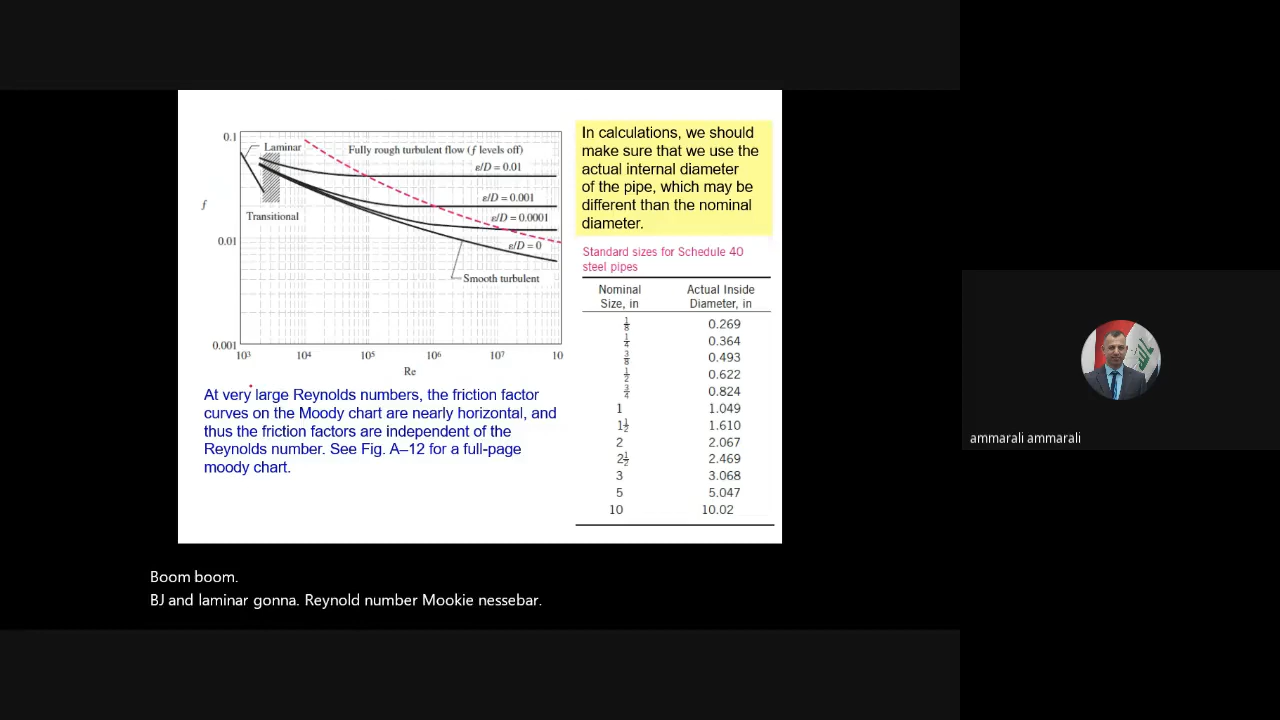 0.1
Laminar
Fully rough turbulent flow (ƒ levels off)
ε/D = 0.01
ƒ
ε/D = 0.001
Transitional
ε/D = 0.0001
0.01
ε/D = 0
Smooth turbulent
0.001
10³ 10⁴ 10⁵ 10⁶ 10⁷ 10
Re
At very large Reynolds numbers, the friction factor
curves on the Moody chart are nearly horizontal, and
thus the friction factors are independent of the
Reynolds number. See Fig. A–12 for a full-page
moody chart.
In calculations, we should
make sure that we use the
actual internal diameter
of the pipe, which may be
different than the nominal
diameter.
Standard sizes for Schedule 40
steel pipes
Nominal Actual Inside
Size, in Diameter, in
1/8 0.269
1/4 0.364
3/8 0.493
1/2 0.622
3/4 0.824
1 1.049
1 1/2 1.610
2 2.067
2 1/2 2.469
3 3.068
5 5.047
10 10.02
Boom boom.
BJ and laminar gonna. Reynold number Mookie nessebar.
ammarali ammarali